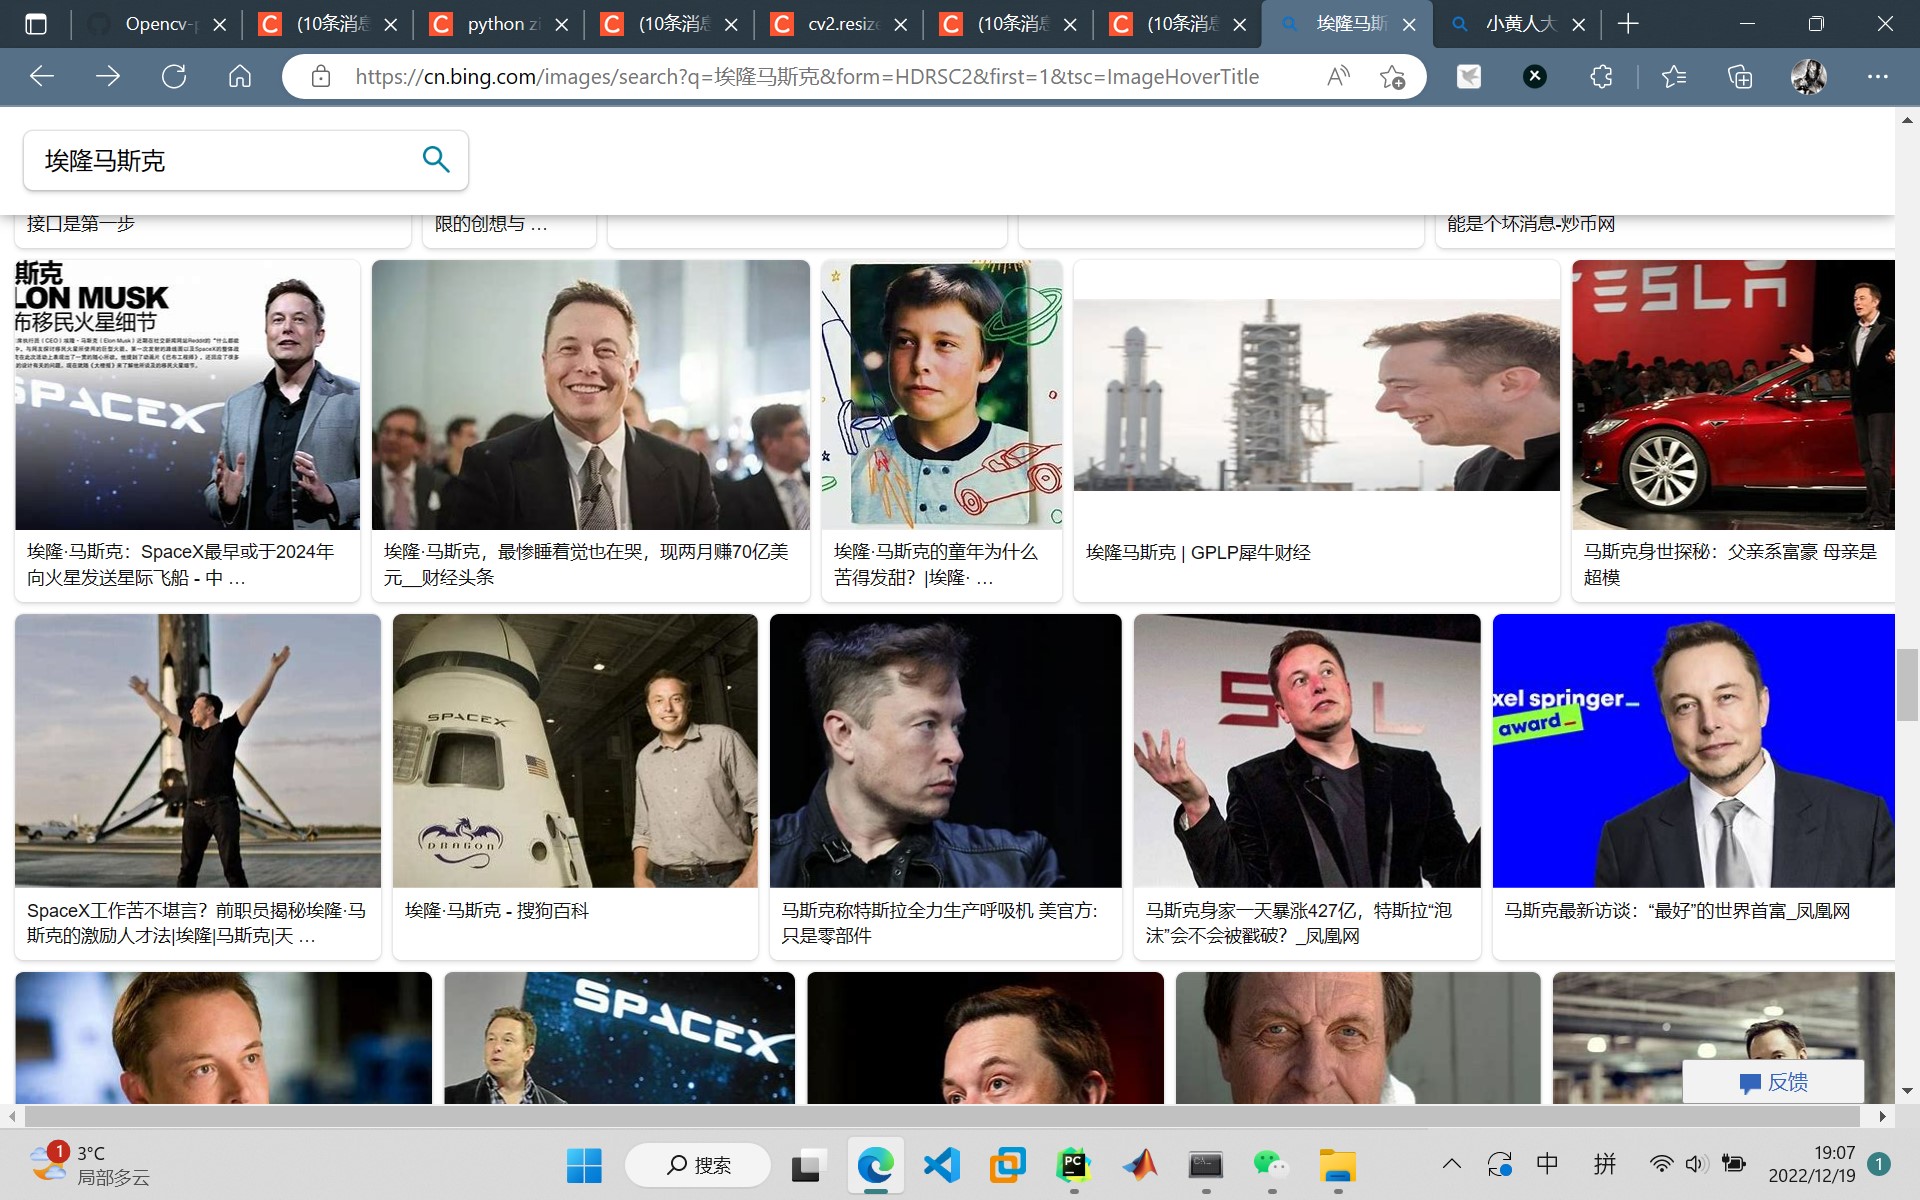 Opencv-p
(10条消息
python zi
(10条消息
cv2.resize
(10条消息
(10条消息
埃隆马斯
小黄人大
https://cn.bing.com/images/search?q=埃隆马斯克&form=HDRSC2&first=1&tsc=ImageHoverTitle
埃隆马斯克
接口是第一步
限的创想与 …
能是个坏消息-炒币网
斯克
LON MUSK
布移民火星细节
SPACEX
TESLA
埃隆·马斯克：SpaceX最早或于2024年
向火星发送星际飞船 - 中 …
埃隆·马斯克，最惨睡着觉也在哭，现两月赚70亿美
元__财经头条
埃隆·马斯克的童年为什么
苦得发甜？|埃隆· …
埃隆马斯克 | GPLP犀牛财经
马斯克身世探秘：父亲系富豪 母亲是
超模
SPACEX
DRAGON
S L
xel springer_
award_
SpaceX工作苦不堪言？前职员揭秘埃隆·马
斯克的激励人才法|埃隆|马斯克|天 …
埃隆·马斯克 - 搜狗百科
马斯克称特斯拉全力生产呼吸机 美官方:
只是零部件
马斯克身家一天暴涨427亿，特斯拉“泡
沫”会不会被戳破？_凤凰网
马斯克最新访谈：“最好”的世界首富_凤凰网
SPACEX
反馈
1
3°C
局部多云
搜索
PC
中
拼
19:07
2022/12/19
1